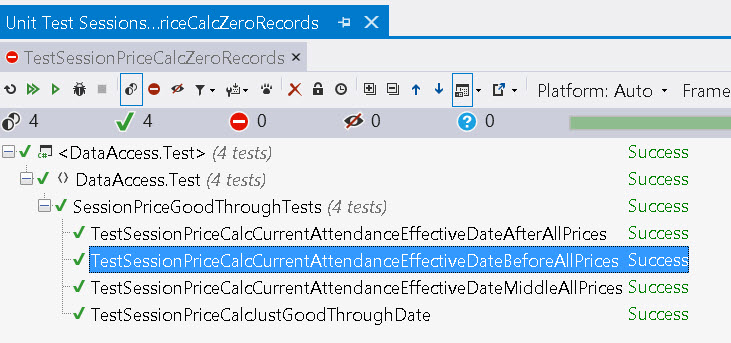 Unit Test Sessions...riceCalcZeroRecords
TestSessionPriceCalcZeroRecords
Platform: Auto Frame
4 4 0 0 0
<DataAccess.Test> (4 tests) Success
DataAccess.Test (4 tests) Success
SessionPriceGoodThroughTests (4 tests) Success
TestSessionPriceCalcCurrentAttendanceEffectiveDateAfterAllPrices Success
TestSessionPriceCalcCurrentAttendanceEffectiveDateBeforeAllPrices Success
TestSessionPriceCalcCurrentAttendanceEffectiveDateMiddleAllPrices Success
TestSessionPriceCalcJustGoodThroughDate Success